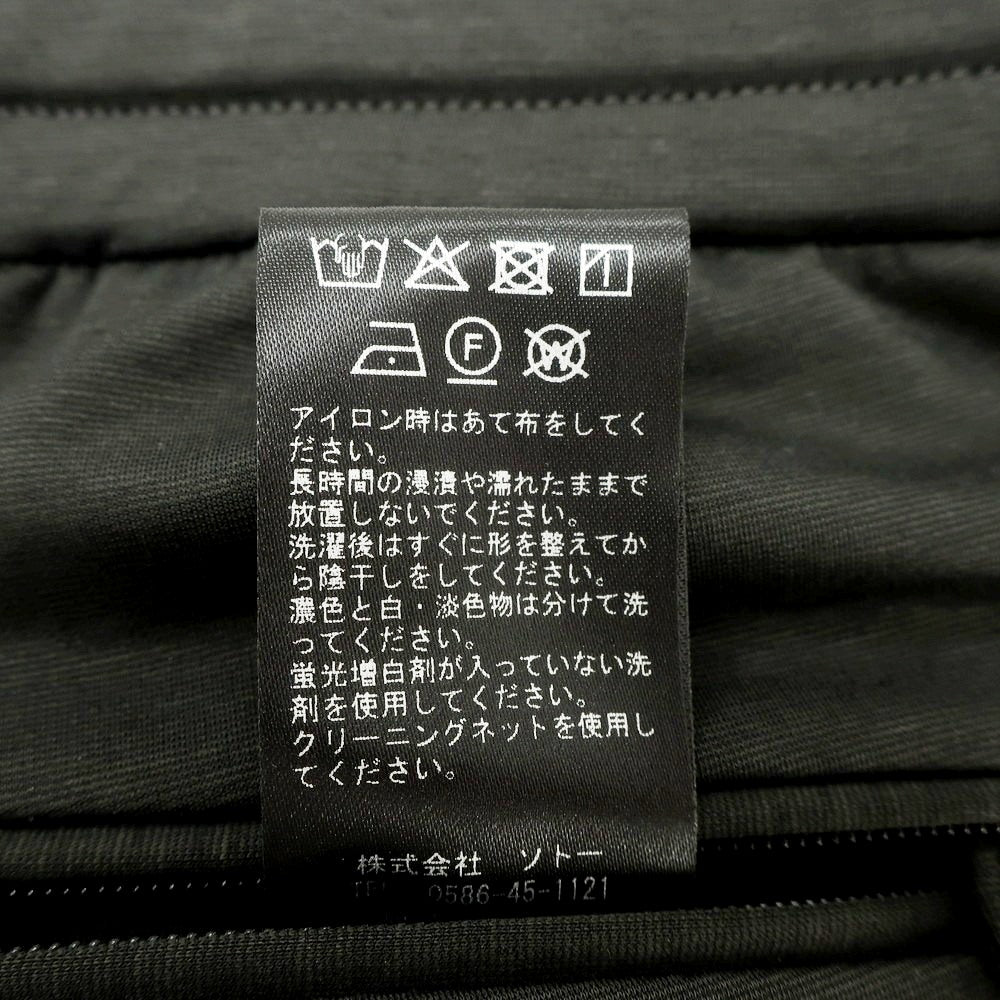 F W
アイロン時はあて布をしてく
ださい。
長時間の浸漬や濡れたままで
放置しないでください。
洗濯後はすぐに形を整えてか
ら陰干しをしてください。
濃色と白・淡色物は分けて洗
ってください。
蛍光増白剤が入っていない洗
剤を使用してください。
クリーニングネットを使用し
てください。
株式会社 ソトー
TEL 0586-45-1121